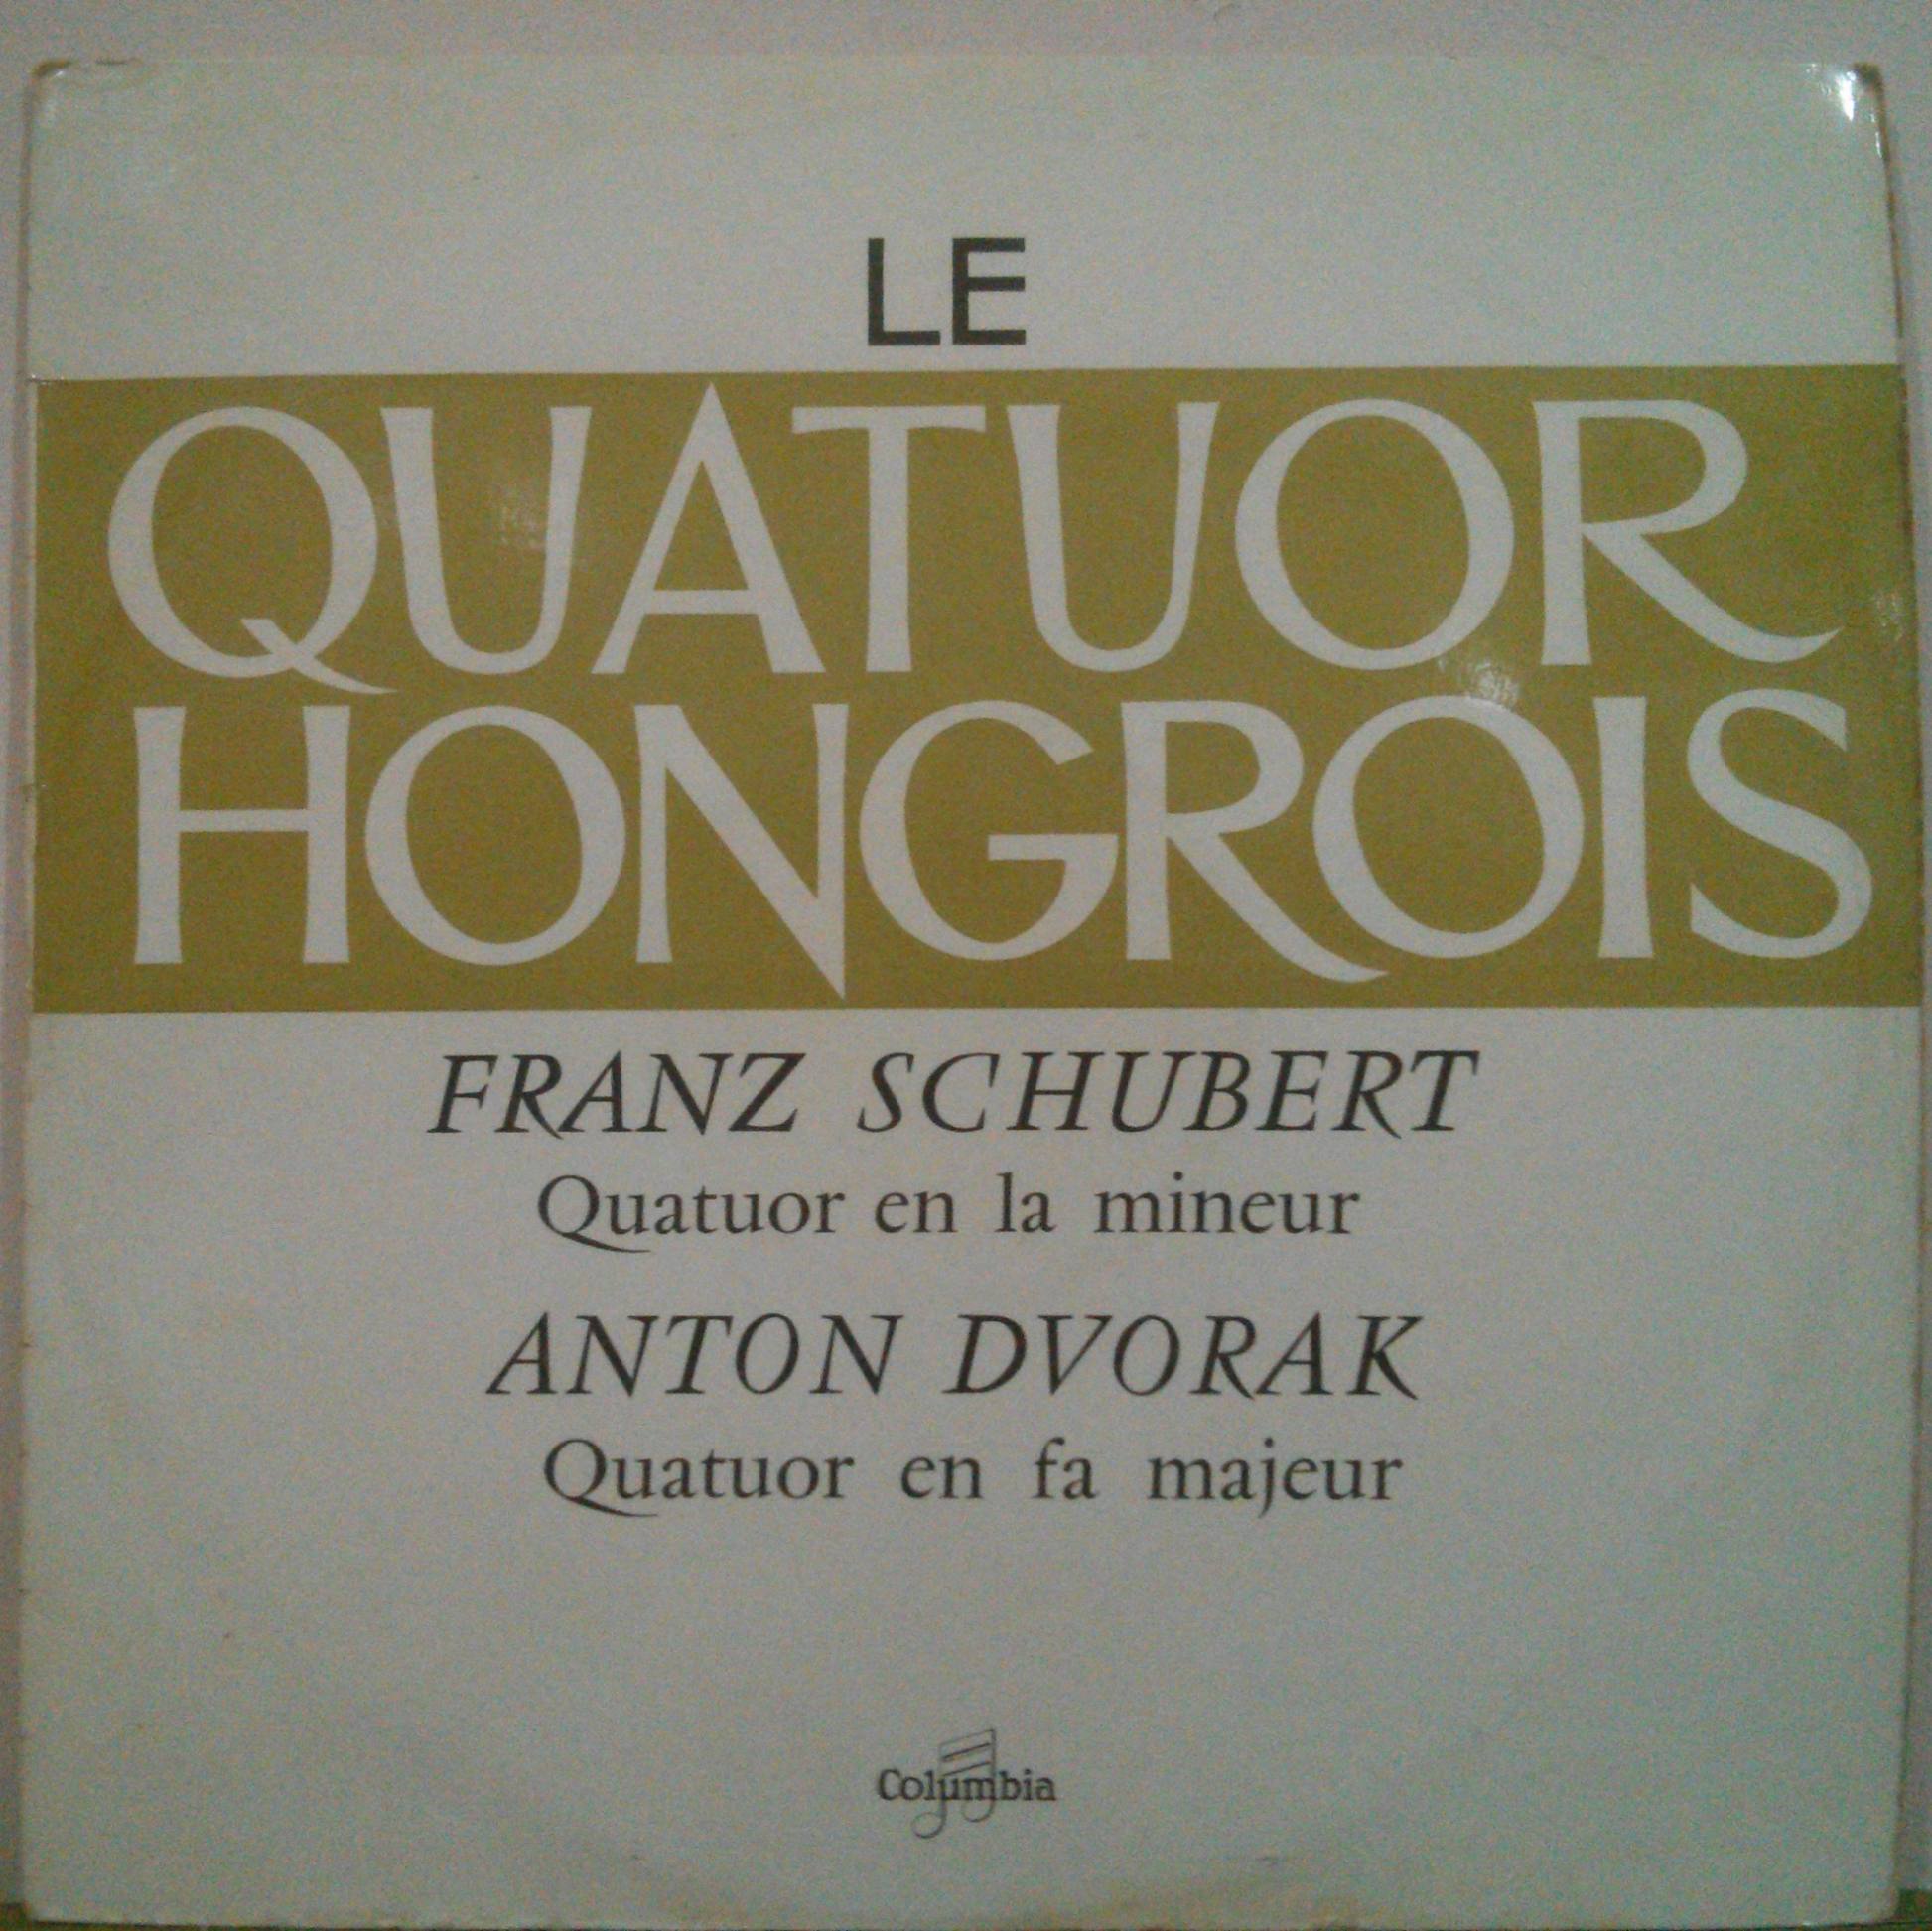 LE
QUATUOR
HONGROIS
FRANZ SCHUBERT
Quatuor en la mineur
ANTON DVORAK
Quatuor en fa majeur
Columbia